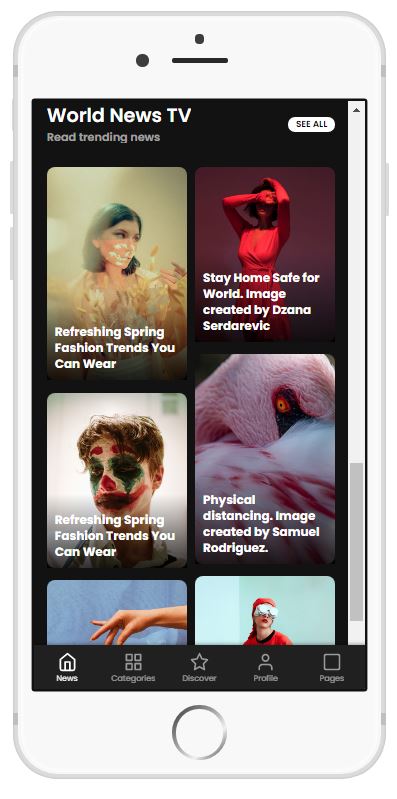 World News TV
Read trending news
SEE ALL
Refreshing Spring
Fashion Trends You
Can Wear
Stay Home Safe for
World. Image
created by Dzana
Serdarevic
Refreshing Spring
Fashion Trends You
Can Wear
Physical
distancing. Image
created by Samuel
Rodriguez.
News
Categories
Discover
Profile
Pages